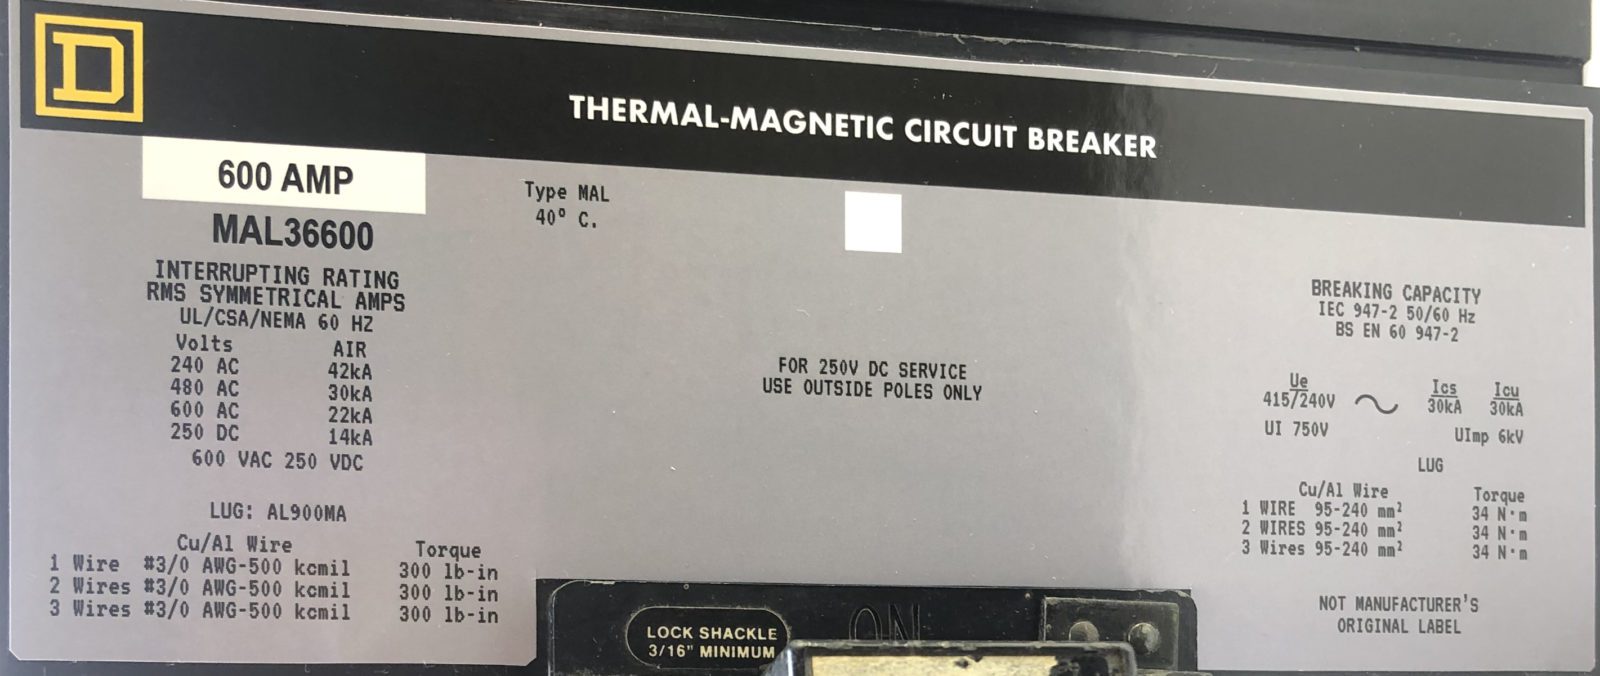 D
THERMAL-MAGNETIC CIRCUIT BREAKER
600 AMP
MAL36600
Type MAL
40° C.
INTERRUPTING RATING
RMS SYMMETRICAL AMPS
UL/CSA/NEMA 60 HZ
Volts AIR
240 AC 42kA
480 AC 30kA
600 AC 22kA
250 DC 14kA
600 VAC 250 VDC
LUG: AL900MA
Cu/Al Wire Torque
1 Wire #3/0 AWG-500 kcmil 300 lb-in
2 Wires #3/0 AWG-500 kcmil 300 lb-in
3 Wires #3/0 AWG-500 kcmil 300 lb-in
FOR 250V DC SERVICE
USE OUTSIDE POLES ONLY
BREAKING CAPACITY
IEC 947-2 50/60 Hz
BS EN 60 947-2
Ue Ics Icu
415/240V 30kA 30kA
UI 750V UImp 6kV
LUG
Cu/Al Wire Torque
1 WIRE 95-240 mm² 34 N·m
2 WIRES 95-240 mm² 34 N·m
3 Wires 95-240 mm² 34 N·m
NOT MANUFACTURER'S
ORIGINAL LABEL
LOCK SHACKLE
3/16" MINIMUM
ON